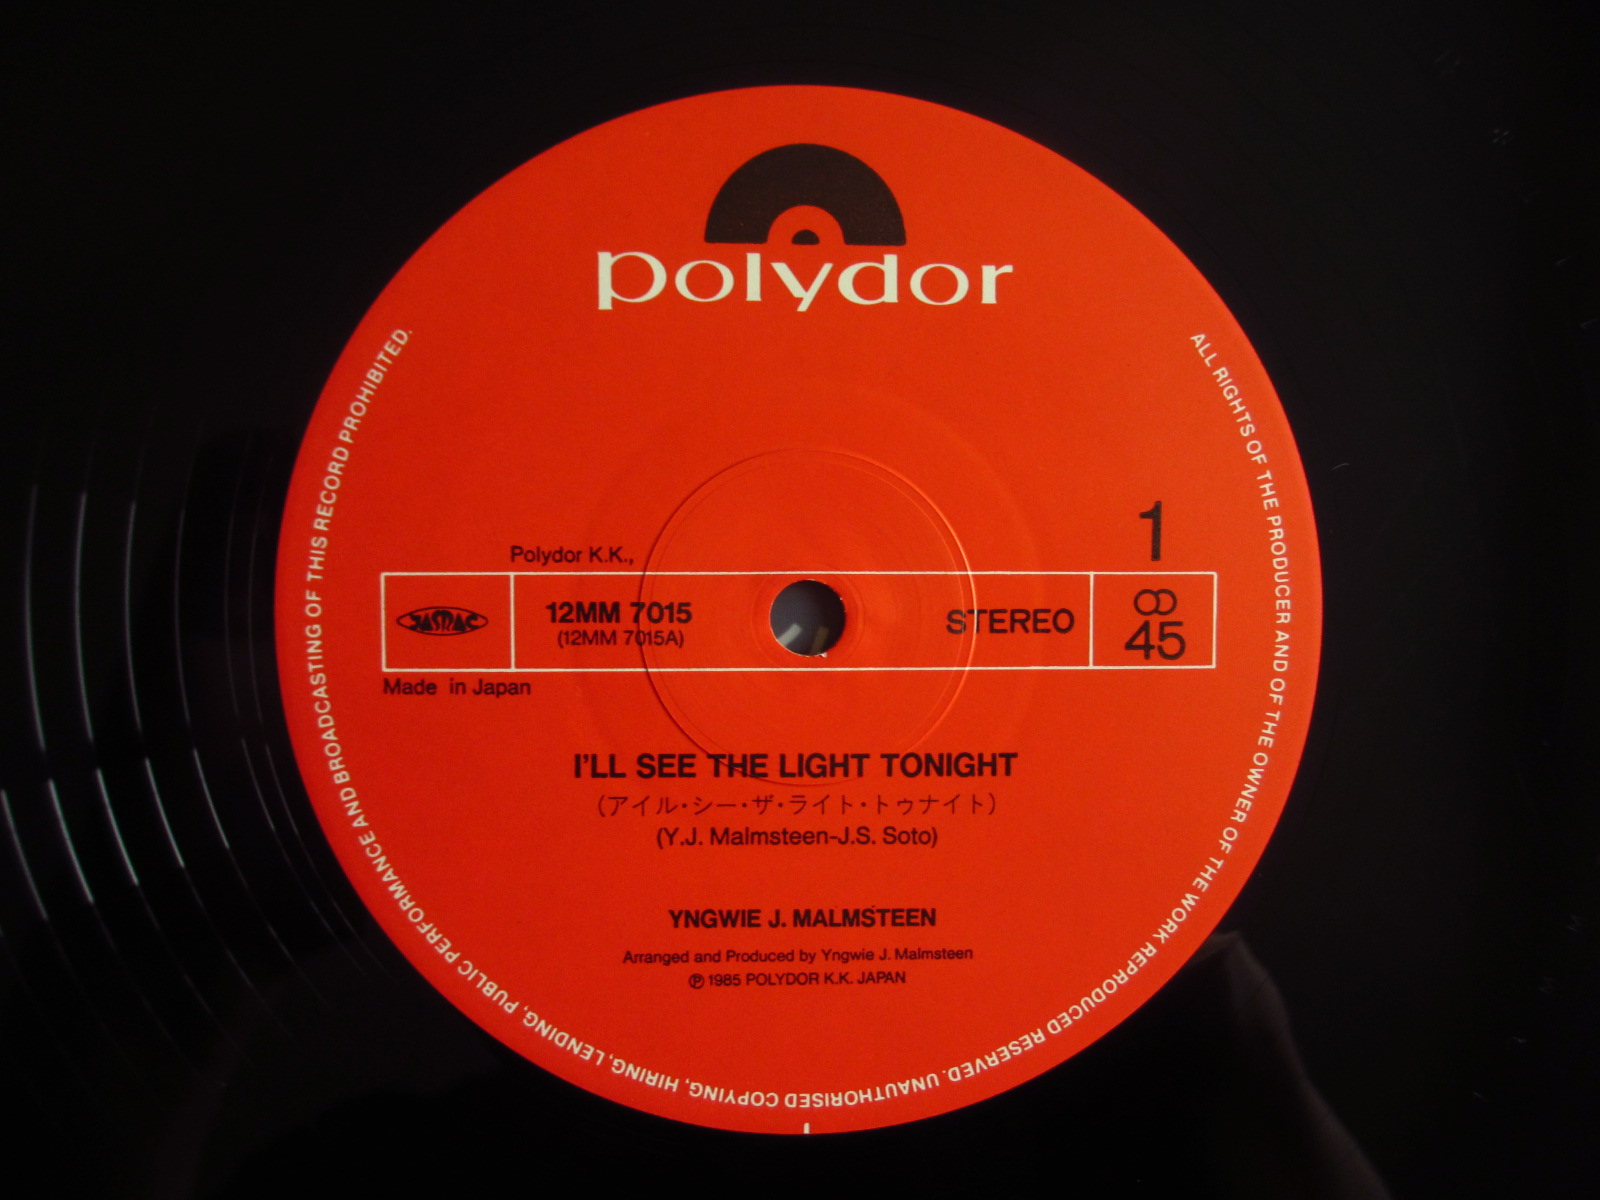 polydor
1
Polydor K.K.,
JASRAC
12MM 7015
(12MM 7015A)
STEREO
∞
45
Made in Japan
I'LL SEE THE LIGHT TONIGHT
(アイル・シー・ザ・ライト・トゥナイト)
(Y.J. Malmsteen-J.S. Soto)
YNGWIE J. MALMSTEEN
Arranged and Produced by Yngwie J. Malmsteen
Ⓟ 1985 POLYDOR K.K. JAPAN
ALL RIGHTS OF THE PRODUCER AND OF THE OWNER OF THE WORK REPRODUCED RESERVED. UNAUTHORISED COPYING, HIRING, LENDING, PUBLIC PERFORMANCE AND BROADCASTING OF THIS RECORD PROHIBITED.